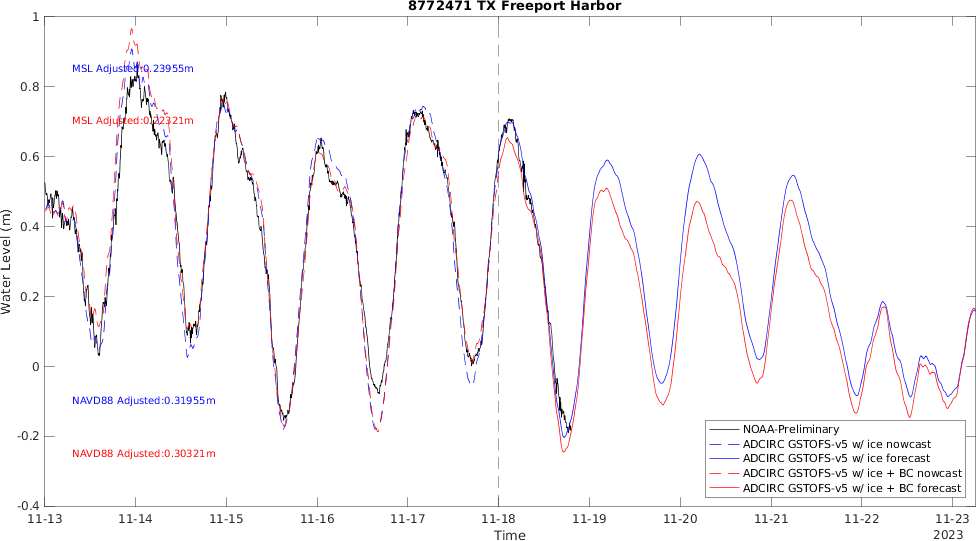 8772471 TX Freeport Harbor
1
0.8
0.6
0.4
0.2
0
-0.2
-0.4
Water Level (m)
MSL Adjusted:0.23955m
MSL Adjusted:0.22321m
NAVD88 Adjusted:0.31955m
NAVD88 Adjusted:0.30321m
NOAA-Preliminary
ADCIRC GSTOFS-v5 w/ ice nowcast
ADCIRC GSTOFS-v5 w/ ice forecast
ADCIRC GSTOFS-v5 w/ ice + BC nowcast
ADCIRC GSTOFS-v5 w/ ice + BC forecast
11-13 11-14 11-15 11-16 11-17 11-18 11-19 11-20 11-21 11-22 11-23
Time
2023